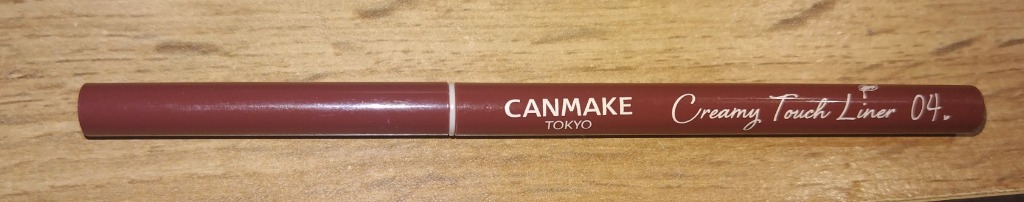 CANMAKE
TOKYO
Creamy Touch Liner 04.